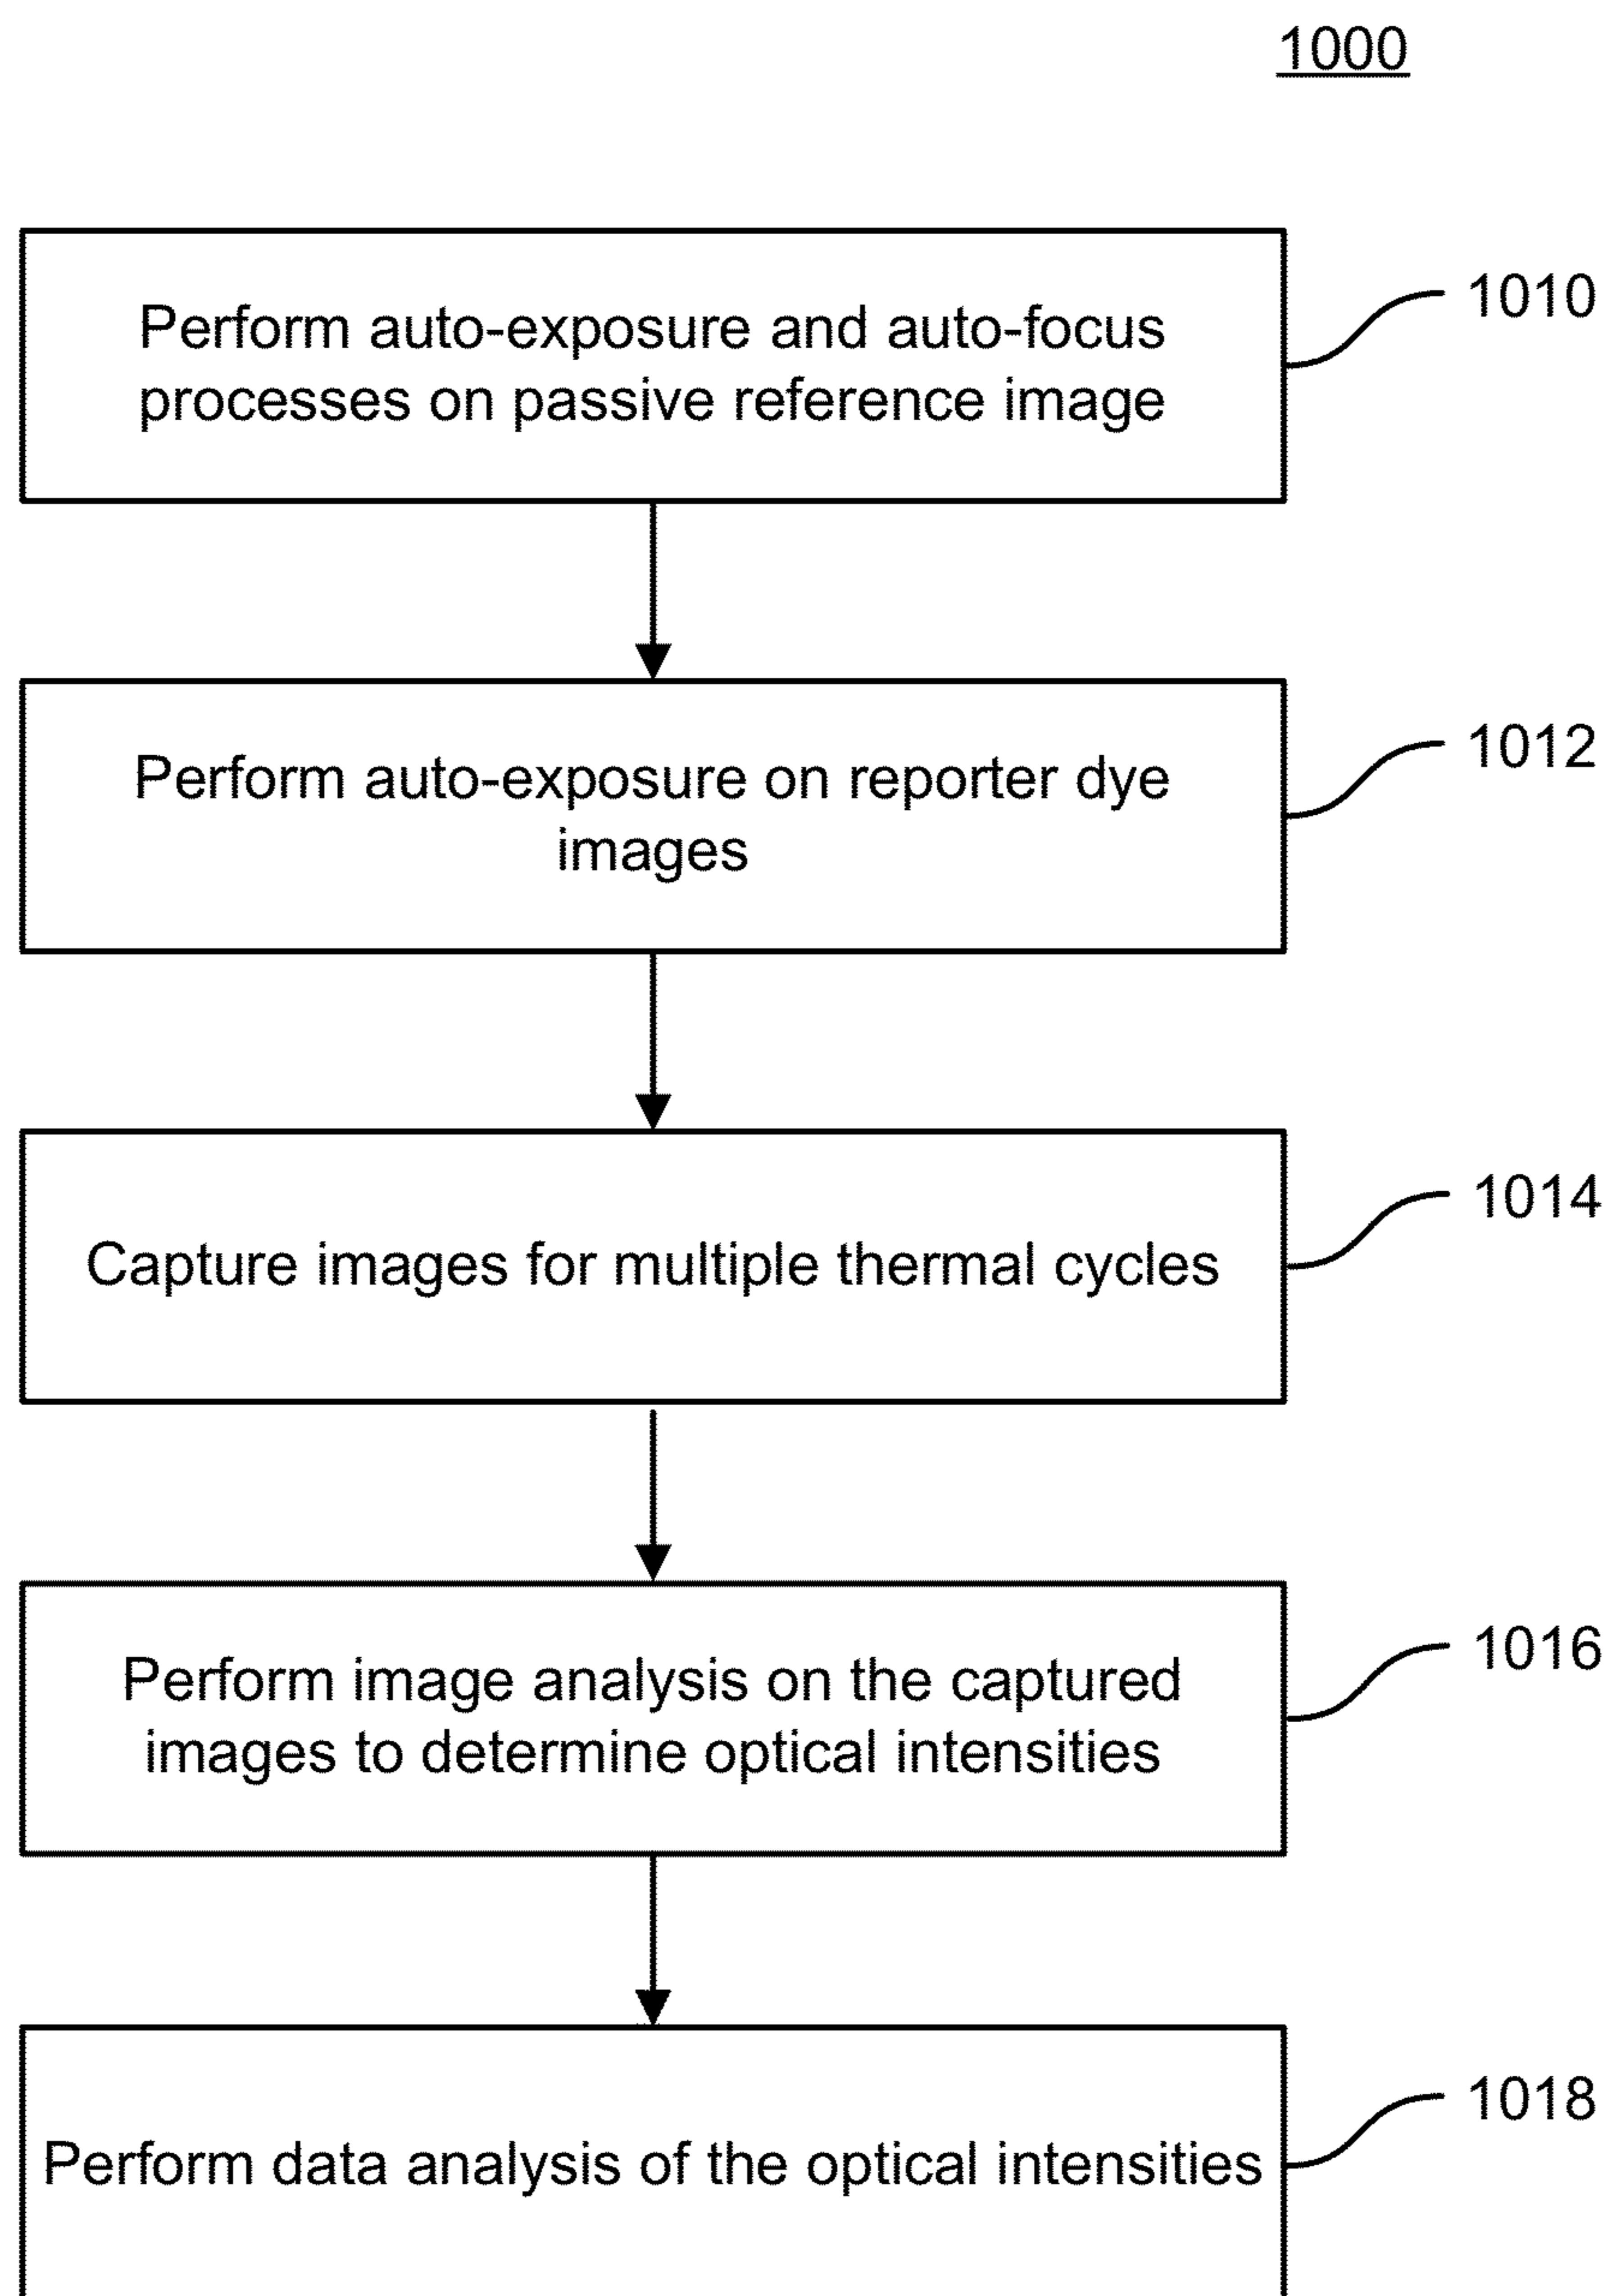 1000
Perform auto-exposure and auto-focus
processes on passive reference image
1010
Perform auto-exposure on reporter dye
images
1012
Capture images for multiple thermal cycles
1014
Perform image analysis on the captured
images to determine optical intensities
1016
Perform data analysis of the optical intensities
1018